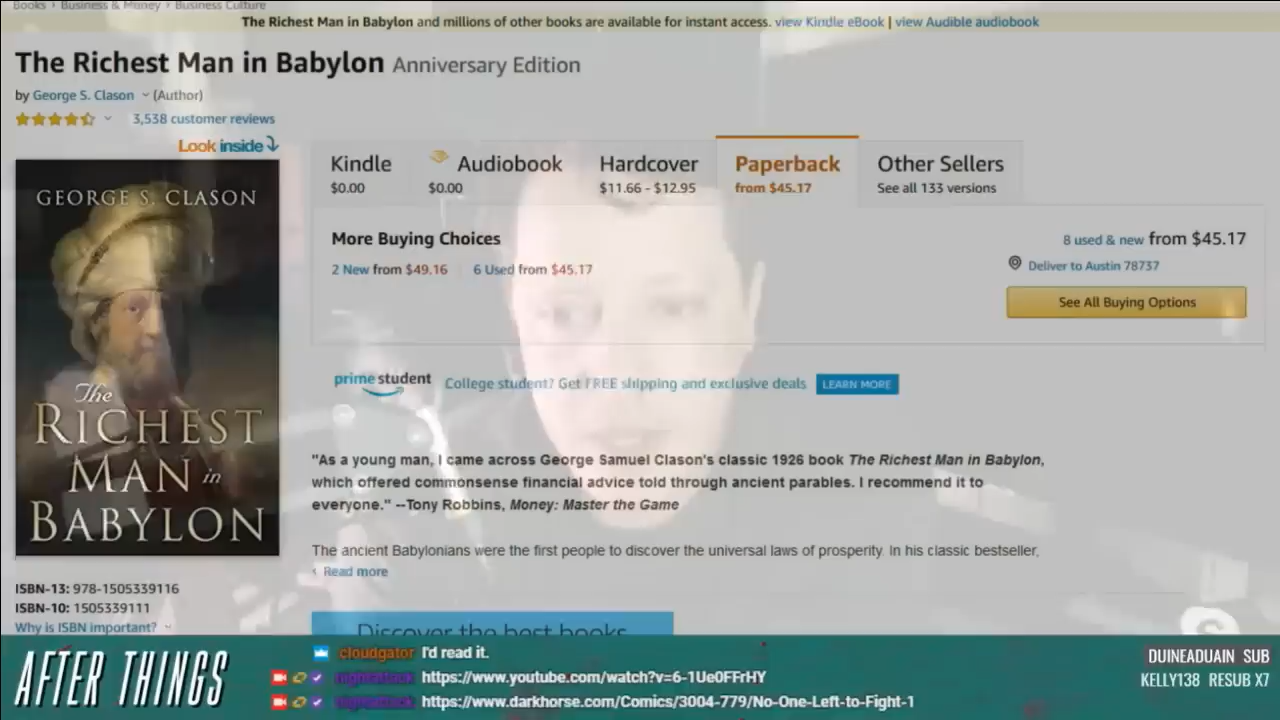 Books › Business & Money › Business Culture
The Richest Man in Babylon and millions of other books are available for instant access. view Kindle eBook | view Audible audiobook
The Richest Man in Babylon Anniversary Edition
by George S. Clason (Author)
3,538 customer reviews
Look inside
Kindle Audiobook Hardcover Paperback Other Sellers
$0.00 $0.00 $11.66 - $12.95 from $45.17 See all 133 versions
GEORGE S. CLASON
More Buying Choices
8 used & new from $45.17
2 New from $49.16 6 Used from $45.17
Deliver to Austin 78737
See All Buying Options
prime student College student? Get FREE shipping and exclusive deals LEARN MORE
The
RICHEST
MAN in
BABYLON
"As a young man, I came across George Samuel Clason's classic 1926 book The Richest Man in Babylon,
which offered commonsense financial advice told through ancient parables. I recommend it to
everyone." --Tony Robbins, Money: Master the Game
The ancient Babylonians were the first people to discover the universal laws of prosperity. In his classic bestseller,
‹ Read more
ISBN-13: 978-1505339116
ISBN-10: 1505339111
Why is ISBN important?
Discover the best books
AFTER THINGS
cloudgator I'd read it.
nightattack https://www.youtube.com/watch?v=6-1Ue0FFrHY
nightattack https://www.darkhorse.com/Comics/3004-779/No-One-Left-to-Fight-1
DUINEADUAIN SUB
KELLY138 RESUB X7